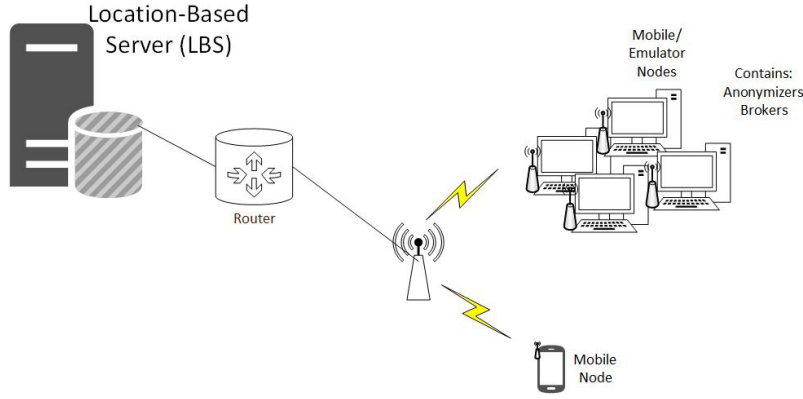 Location-Based
Server (LBS)
Mobile/
Emulator
Nodes
Contains:
Anonymizers
Brokers
Router
Mobile
Node